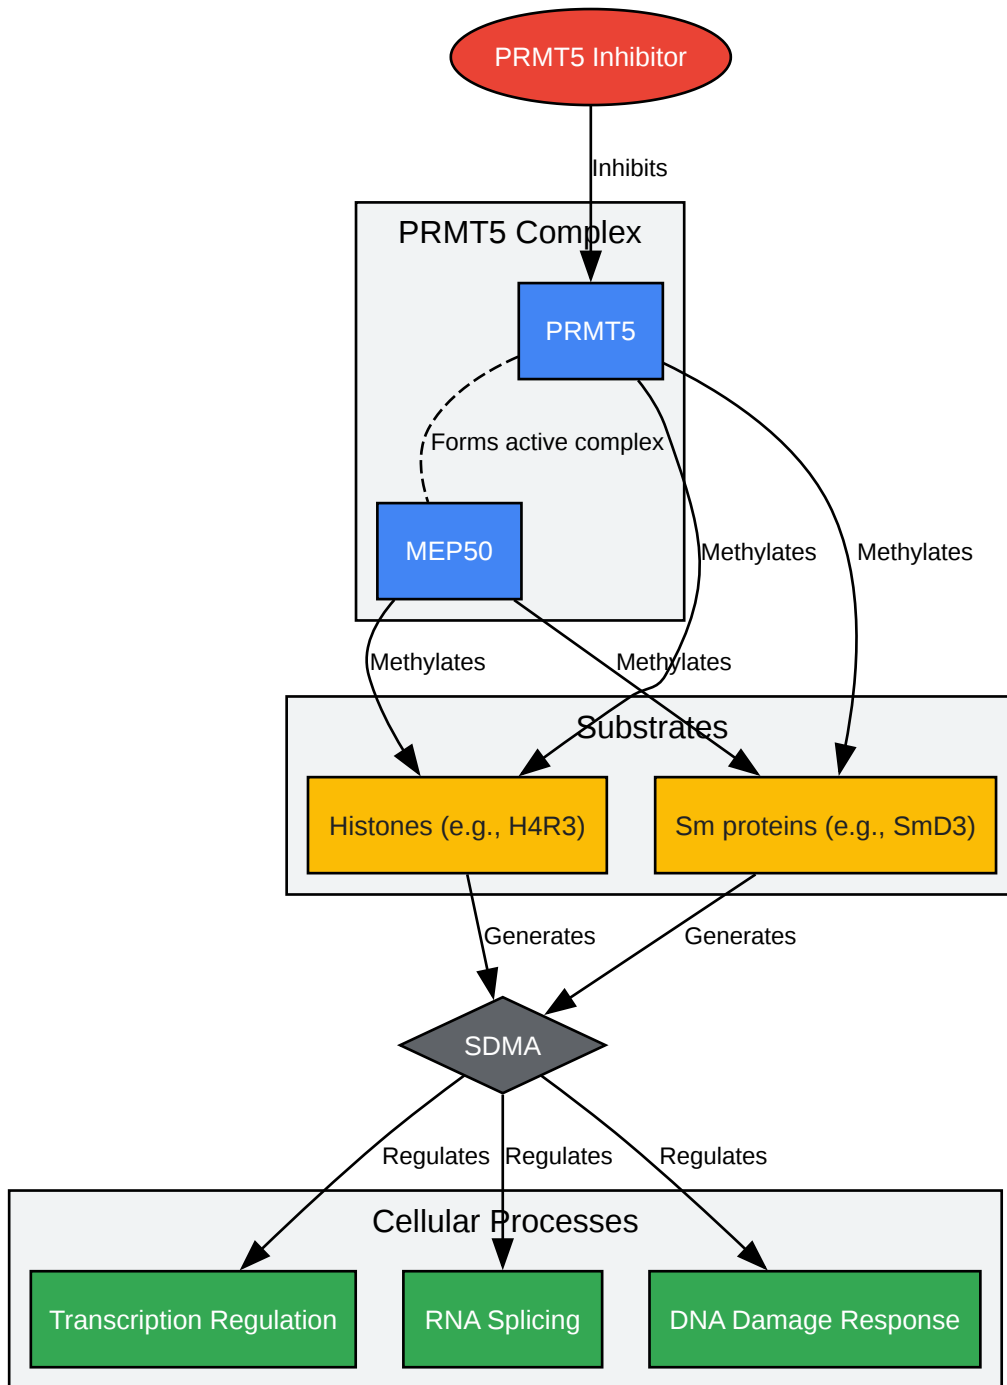 PRMT5 Inhibitor
Inhibits
PRMT5 Complex
PRMT5
Forms active complex
MEP50
Methylates
Methylates
Methylates
Methylates
Substrates
Histones (e.g., H4R3)
Sm proteins (e.g., SmD3)
Generates
Generates
SDMA
Regulates
Regulates
Regulates
Cellular Processes
Transcription Regulation
RNA Splicing
DNA Damage Response